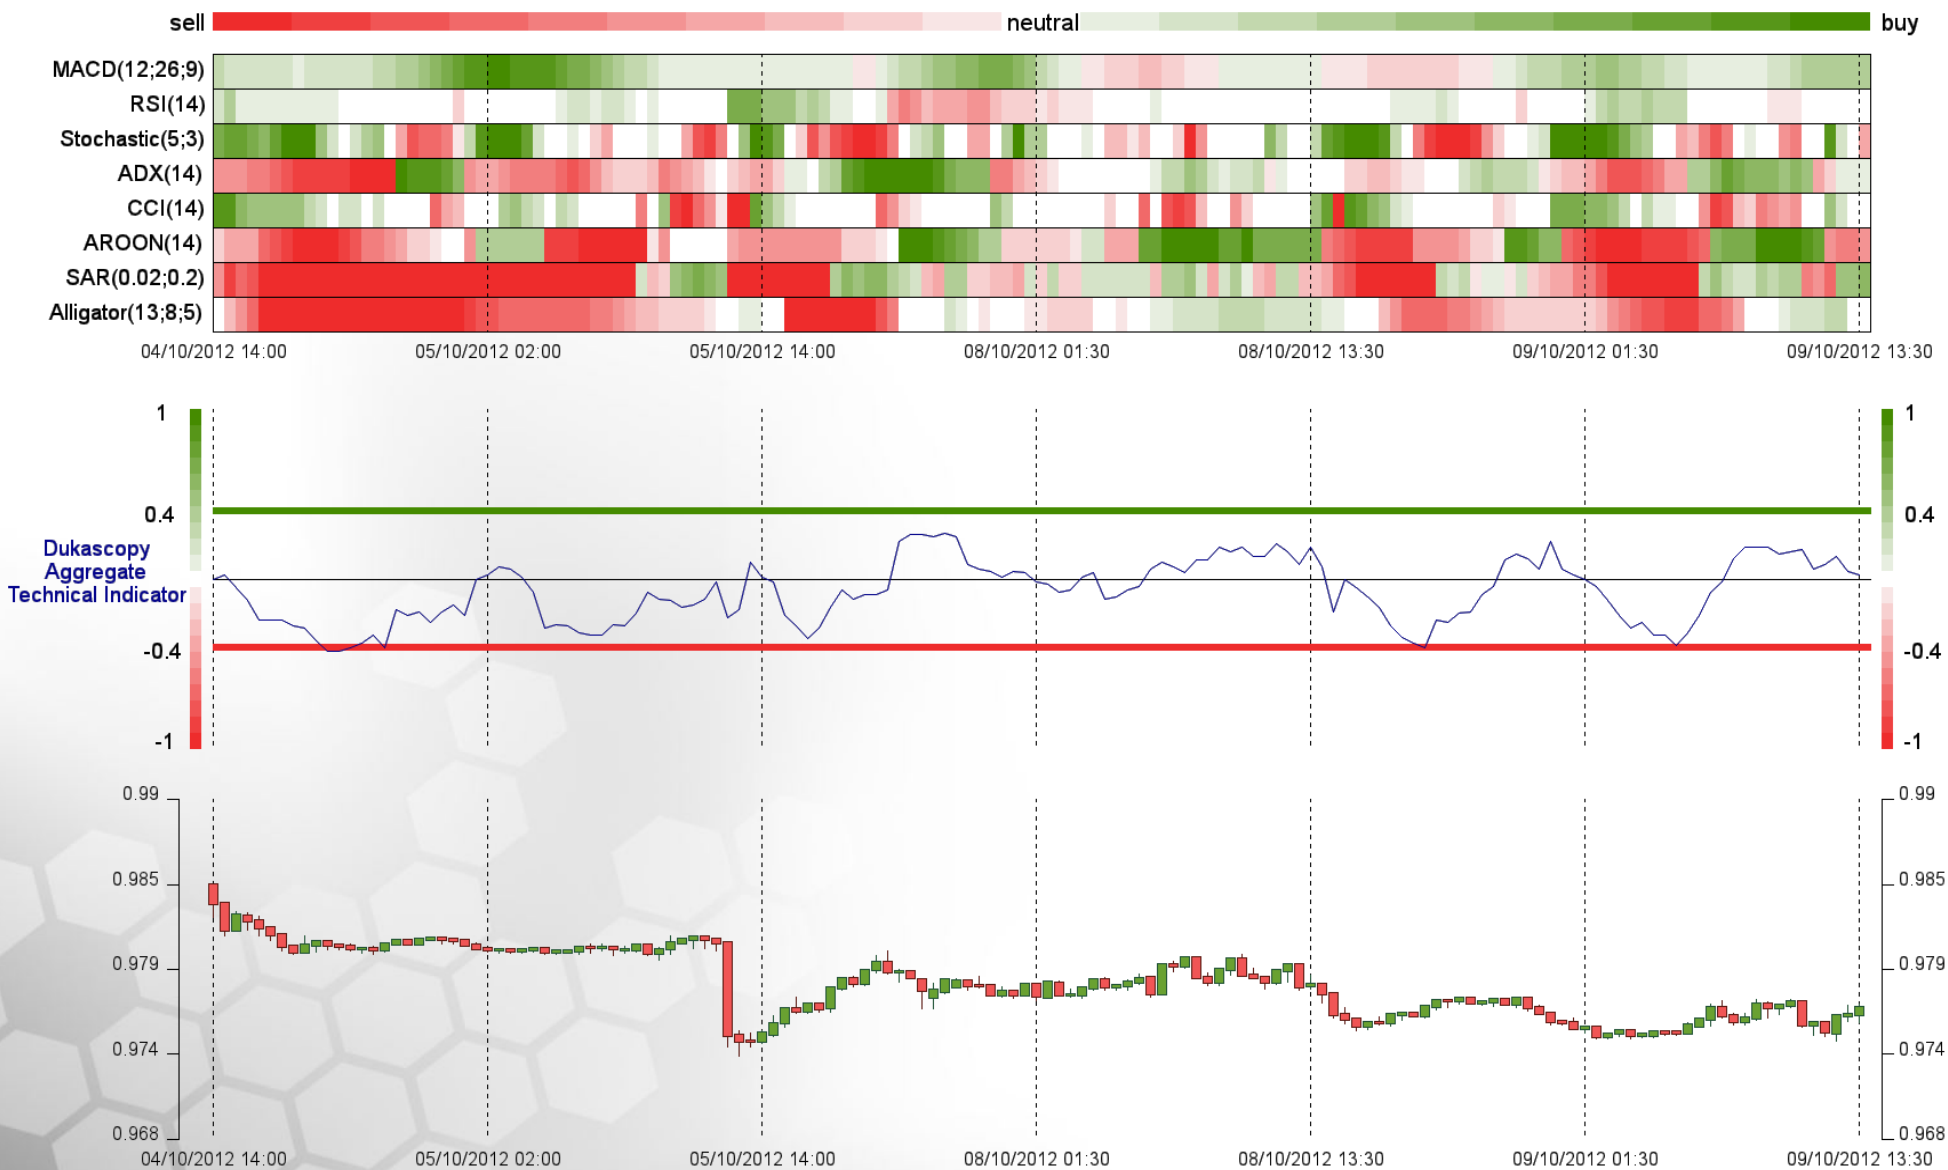 sell neutral buy
MACD(12;26;9)
RSI(14)
Stochastic(5;3)
ADX(14)
CCI(14)
AROON(14)
SAR(0.02;0.2)
Alligator(13;8;5)
04/10/2012 14:00 05/10/2012 02:00 05/10/2012 14:00 08/10/2012 01:30 08/10/2012 13:30 09/10/2012 01:30 09/10/2012 13:30
1 1
0.4 0.4
Dukascopy
Aggregate
Technical Indicator
-0.4 -0.4
-1 -1
0.99 0.99
0.985 0.985
0.979 0.979
0.974 0.974
0.968 0.968
04/10/2012 14:00 05/10/2012 02:00 05/10/2012 14:00 08/10/2012 01:30 08/10/2012 13:30 09/10/2012 01:30 09/10/2012 13:30